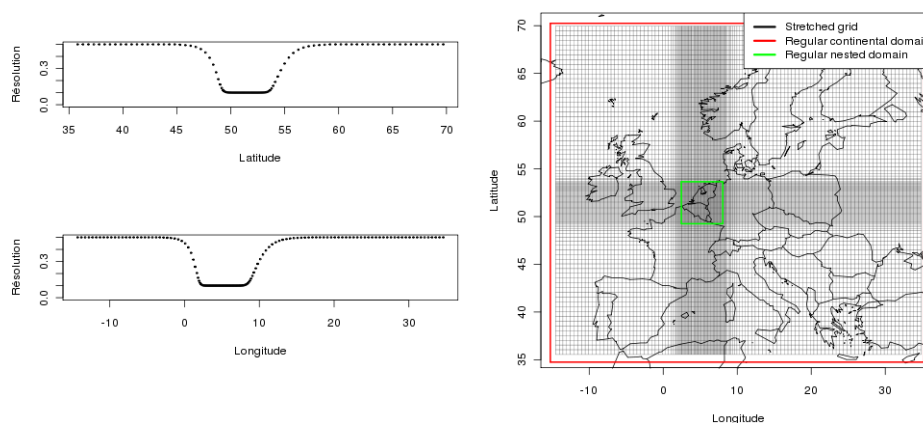 Résolution
0.0 0.3
35 40 45 50 55 60 65 70
Latitude
Résolution
0.0 0.3
-10 0 10 20 30
Longitude
Stretched grid
Regular continental domain
Regular nested domain
Latitude
35 40 45 50 55 60 65 70
-10 0 10 20 30
Longitude